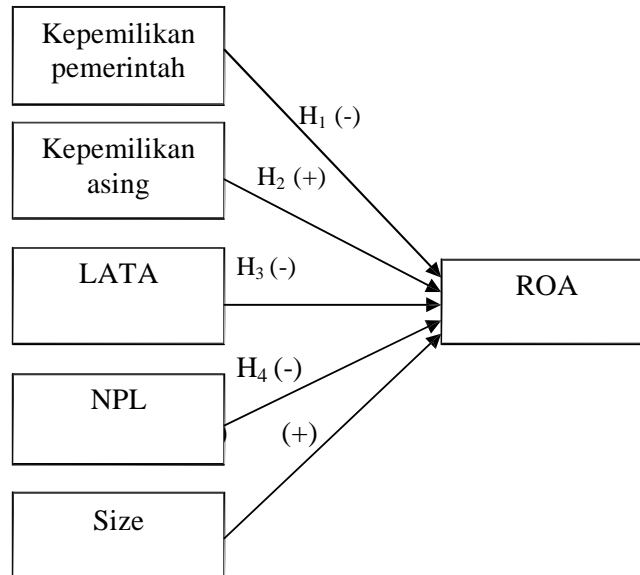 Kepemilikan
pemerintah
H₁ (-)
Kepemilikan
asing
H₂ (+)
LATA
H₃ (-)
ROA
H₄ (-)
NPL
)
(+)
Size